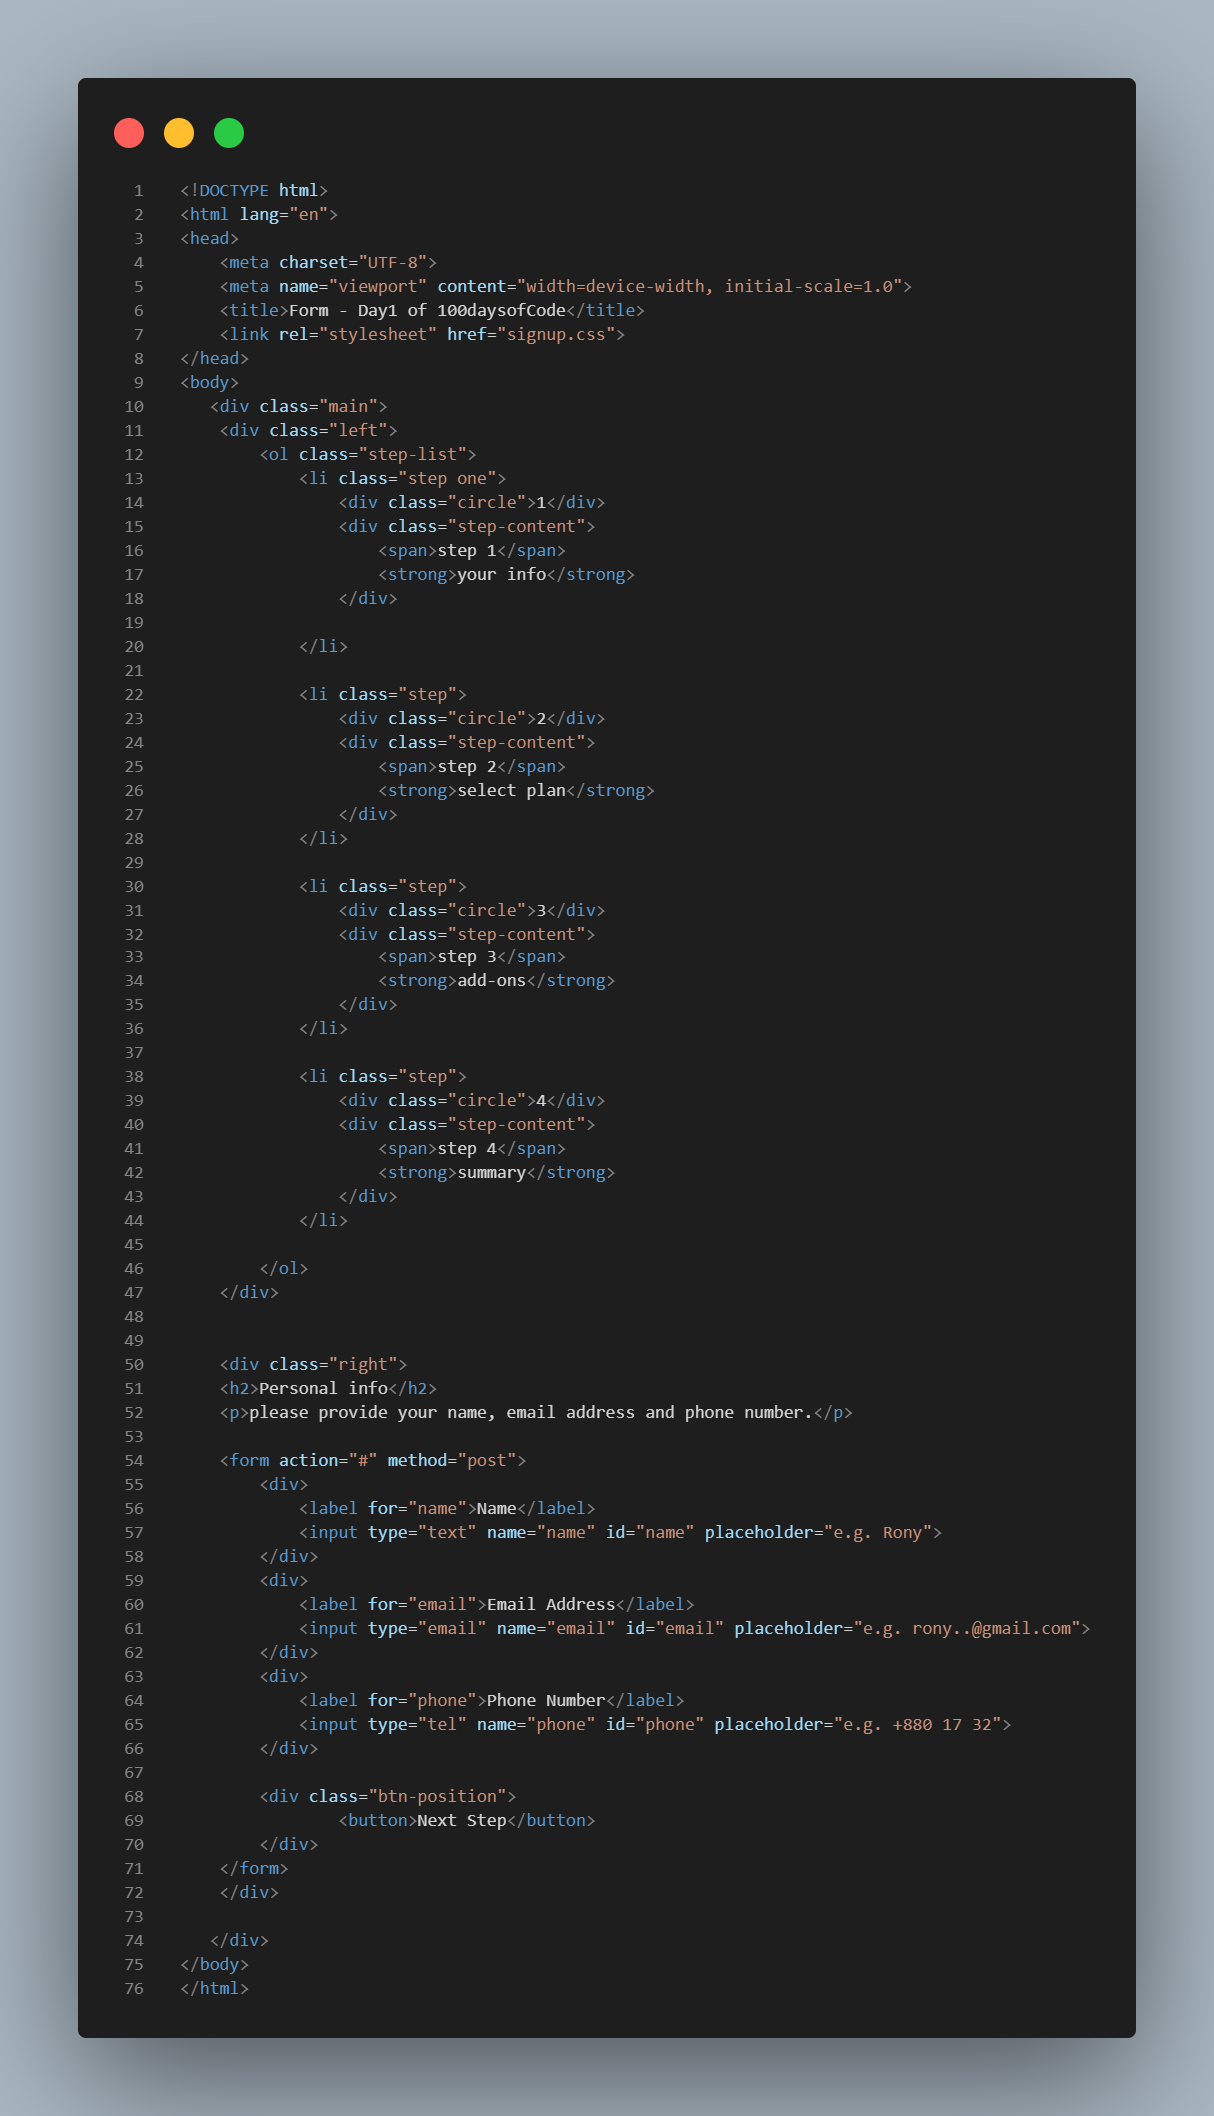 1 <!DOCTYPE html>
2 <html lang="en">
3 <head>
4     <meta charset="UTF-8">
5     <meta name="viewport" content="width=device-width, initial-scale=1.0">
6     <title>Form - Day1 of 100daysofCode</title>
7     <link rel="stylesheet" href="signup.css">
8 </head>
9 <body>
10    <div class="main">
11     <div class="left">
12         <ol class="step-list">
13             <li class="step one">
14                 <div class="circle">1</div>
15                 <div class="step-content">
16                     <span>step 1</span>
17                     <strong>your info</strong>
18                 </div>
19
20             </li>
21
22             <li class="step">
23                 <div class="circle">2</div>
24                 <div class="step-content">
25                     <span>step 2</span>
26                     <strong>select plan</strong>
27                 </div>
28             </li>
29
30             <li class="step">
31                 <div class="circle">3</div>
32                 <div class="step-content">
33                     <span>step 3</span>
34                     <strong>add-ons</strong>
35                 </div>
36             </li>
37
38             <li class="step">
39                 <div class="circle">4</div>
40                 <div class="step-content">
41                     <span>step 4</span>
42                     <strong>summary</strong>
43                 </div>
44             </li>
45
46         </ol>
47     </div>
48
49
50     <div class="right">
51     <h2>Personal info</h2>
52     <p>please provide your name, email address and phone number.</p>
53
54     <form action="#" method="post">
55         <div>
56             <label for="name">Name</label>
57             <input type="text" name="name" id="name" placeholder="e.g. Rony">
58         </div>
59         <div>
60             <label for="email">Email Address</label>
61             <input type="email" name="email" id="email" placeholder="e.g. rony..@gmail.com">
62         </div>
63         <div>
64             <label for="phone">Phone Number</label>
65             <input type="tel" name="phone" id="phone" placeholder="e.g. +880 17 32">
66         </div>
67
68         <div class="btn-position">
69                 <button>Next Step</button>
70         </div>
71     </form>
72     </div>
73
74    </div>
75 </body>
76 </html>